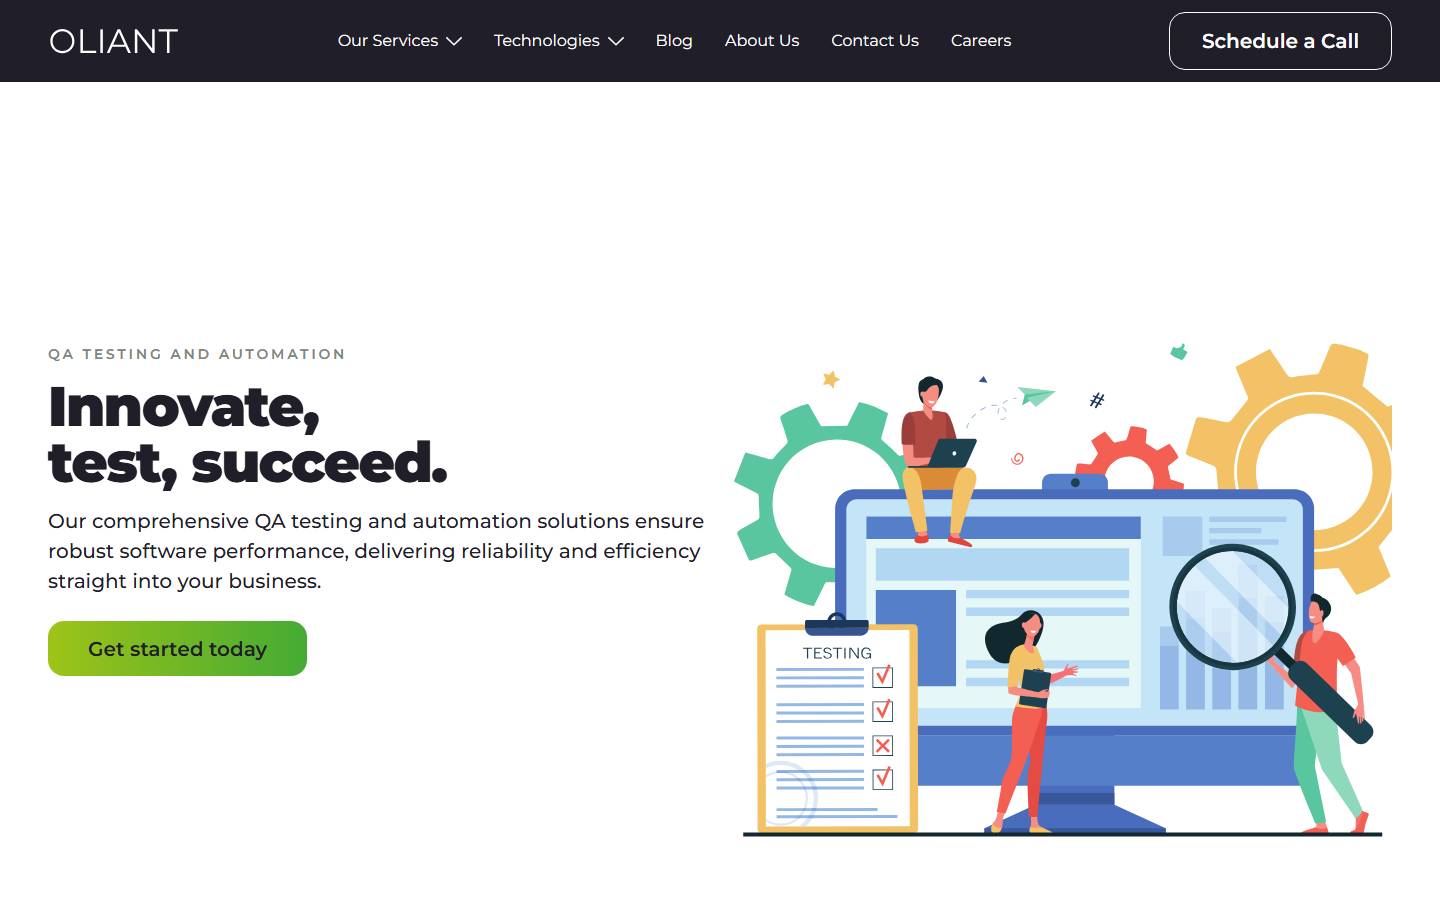 OLIANT
Our Services
Technologies
Blog
About Us
Contact Us
Careers
Schedule a Call
QA TESTING AND AUTOMATION
Innovate,
test, succeed.
Our comprehensive QA testing and automation solutions ensure
robust software performance, delivering reliability and efficiency
straight into your business.
Get started today
#
TESTING